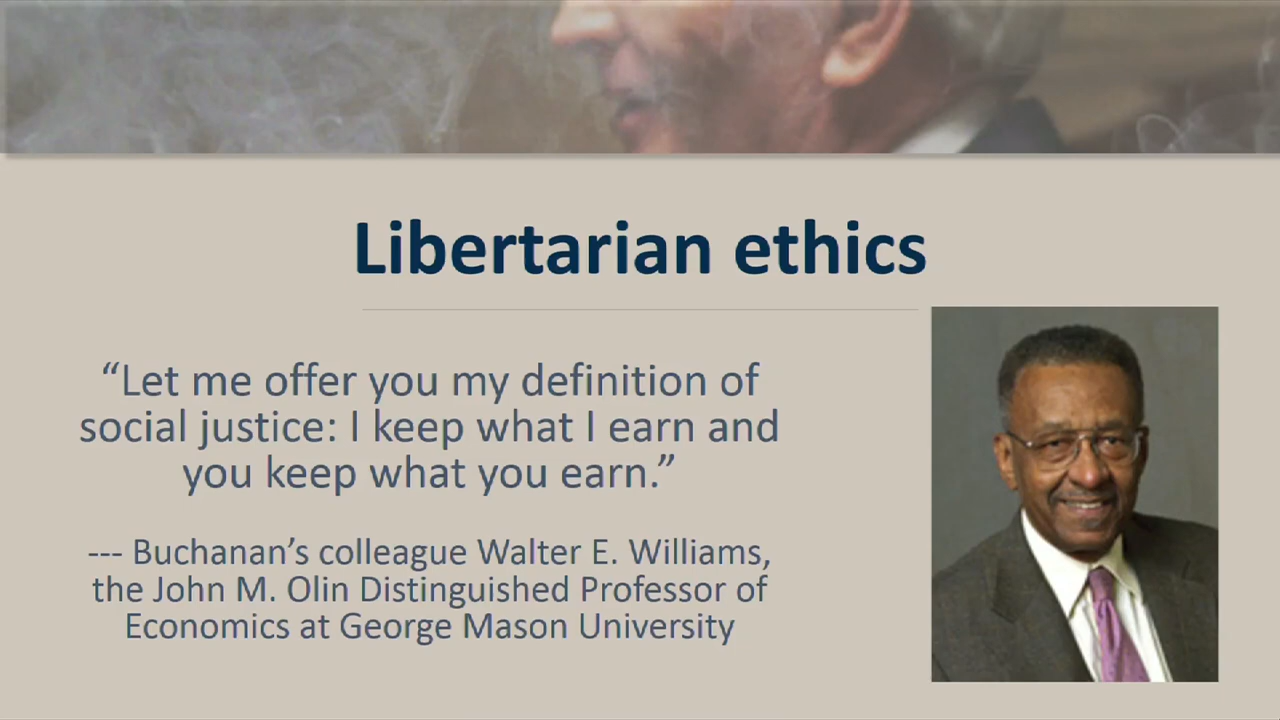 Libertarian ethics
“Let me offer you my definition of
social justice: I keep what I earn and
you keep what you earn.”
--- Buchanan’s colleague Walter E. Williams,
the John M. Olin Distinguished Professor of
Economics at George Mason University